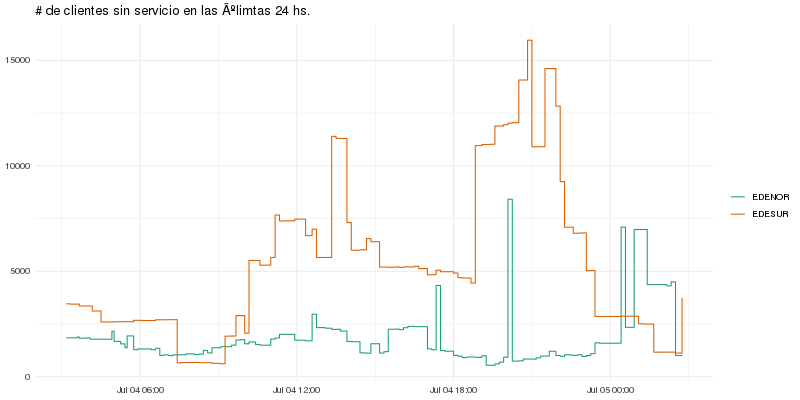 # de clientes sin servicio en las Ãºlimtas 24 hs.
15000
10000
5000
0
Jul 04 06:00
Jul 04 12:00
Jul 04 18:00
Jul 05 00:00
EDENOR
EDESUR